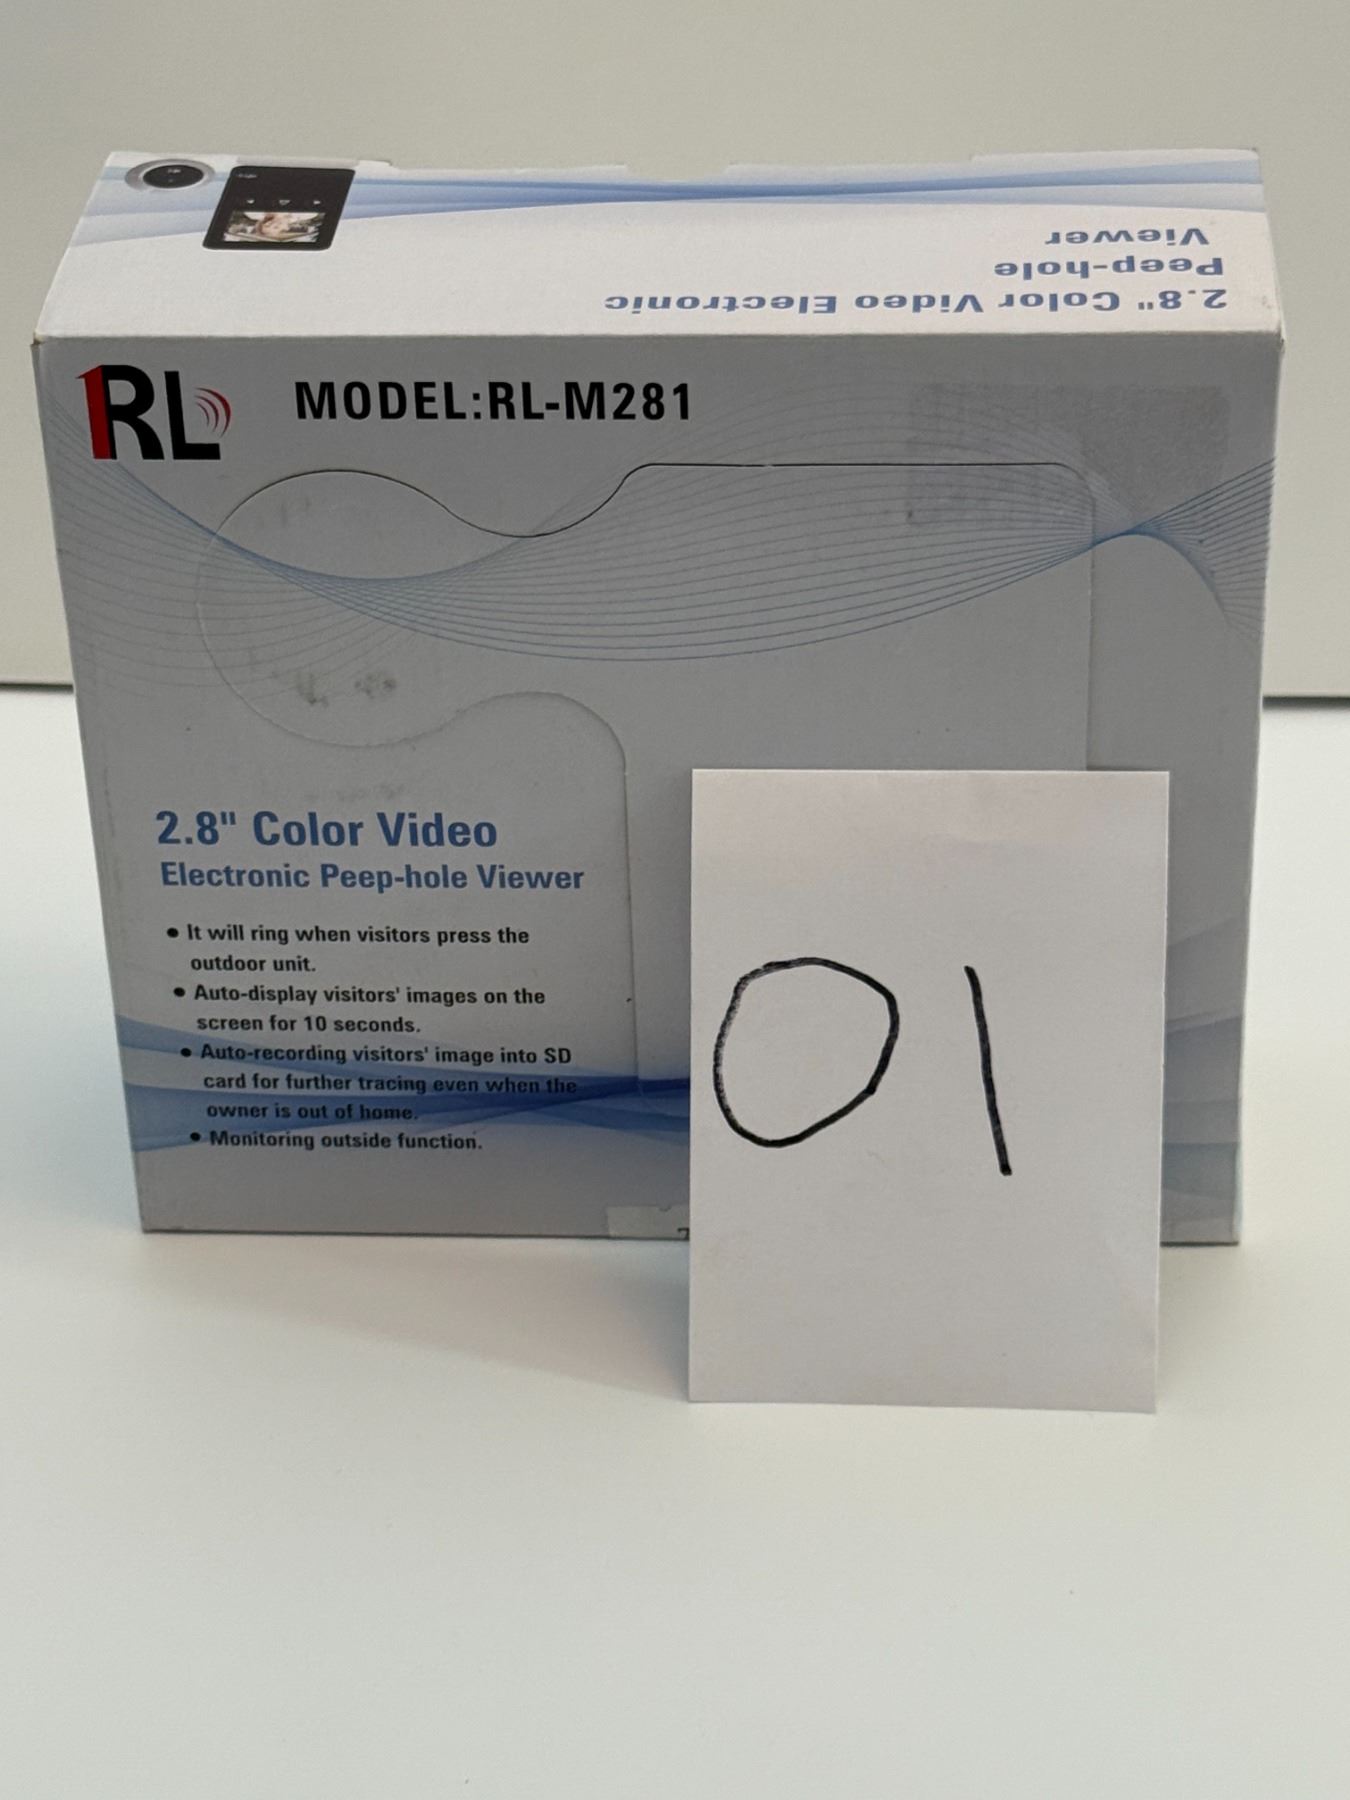 2.8" Color Video Electronic
Peep-hole
Viewer
RL MODEL:RL-M281
2.8" Color Video
Electronic Peep-hole Viewer
• It will ring when visitors press the
outdoor unit.
• Auto-display visitors' images on the
screen for 10 seconds.
• Auto-recording visitors' image into SD
card for further tracing even when the
owner is out of home.
• Monitoring outside function.
01